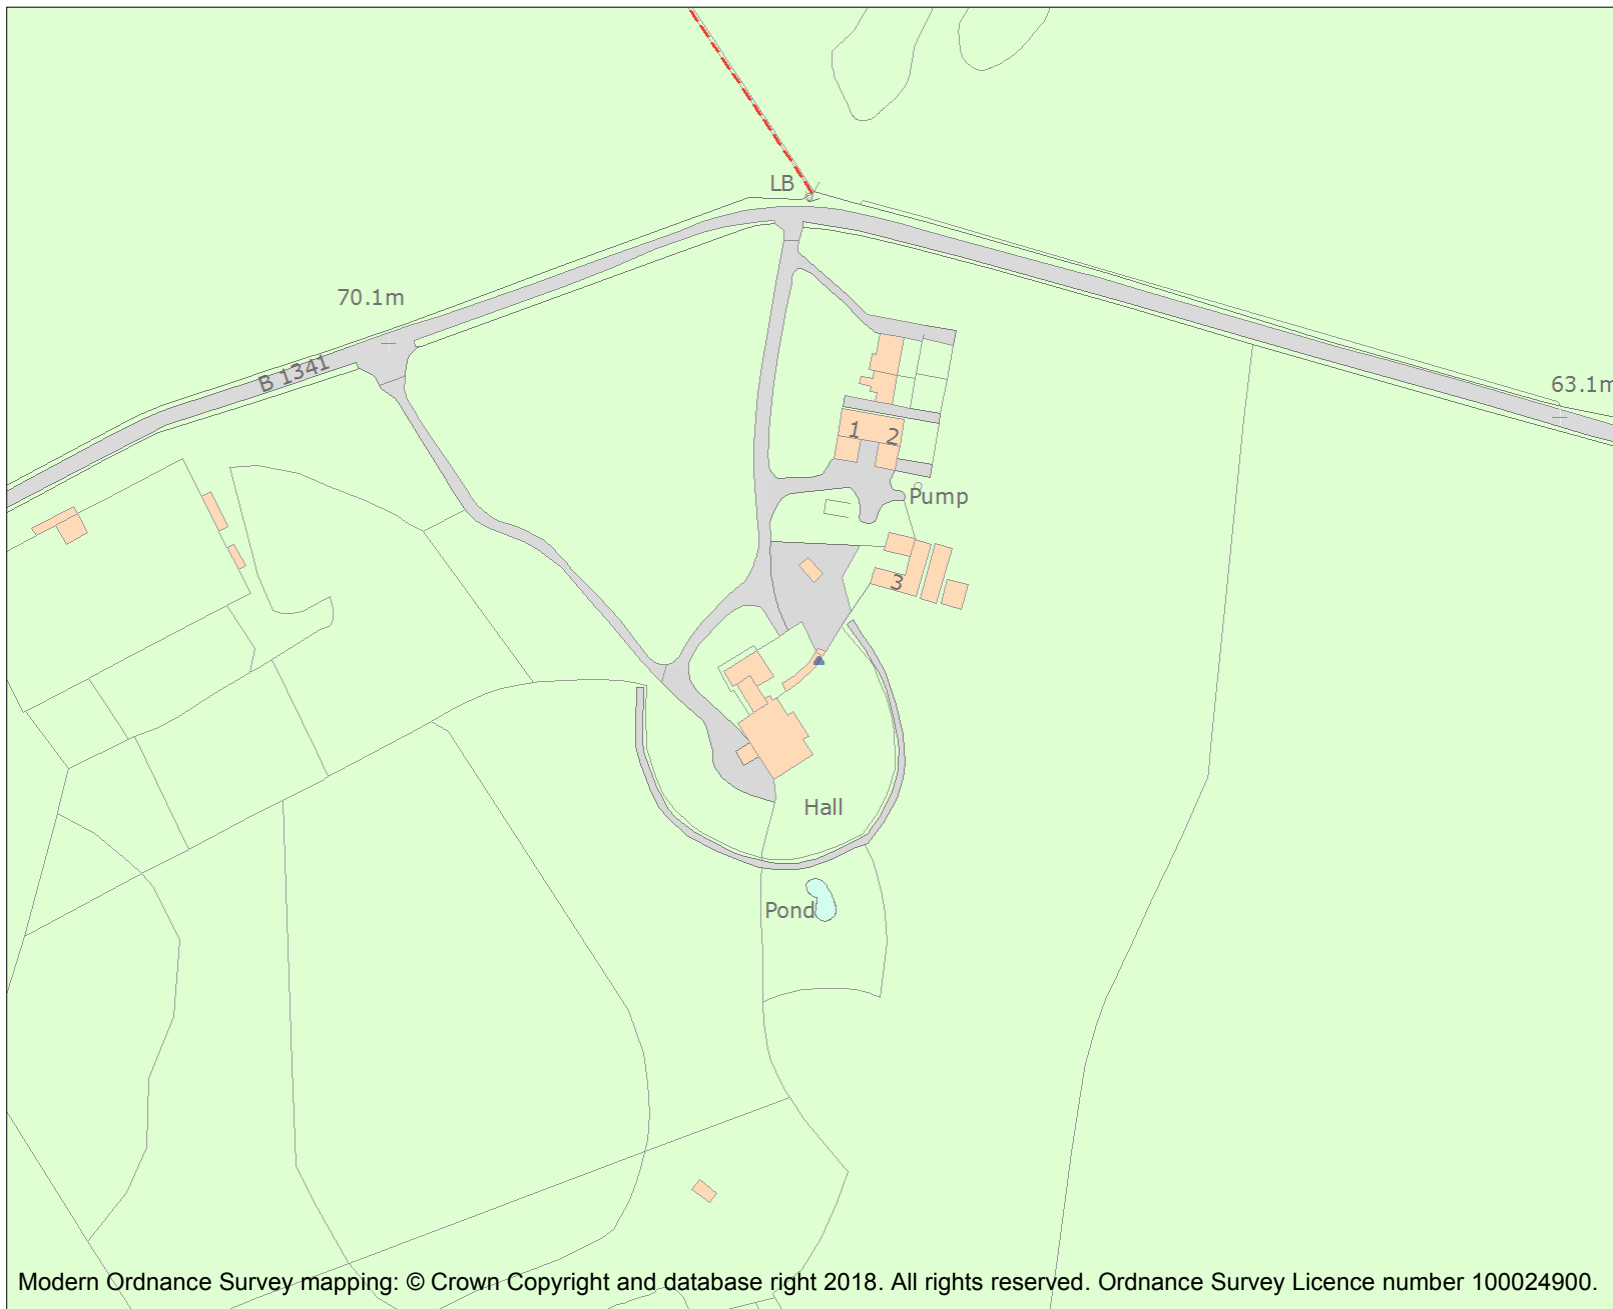 LB
70.1m
B 1341
63.1m
1 2
Pump
3
Hall
Pond
Modern Ordnance Survey mapping: © Crown Copyright and database right 2018. All rights reserved. Ordnance Survey Licence number 100024900.